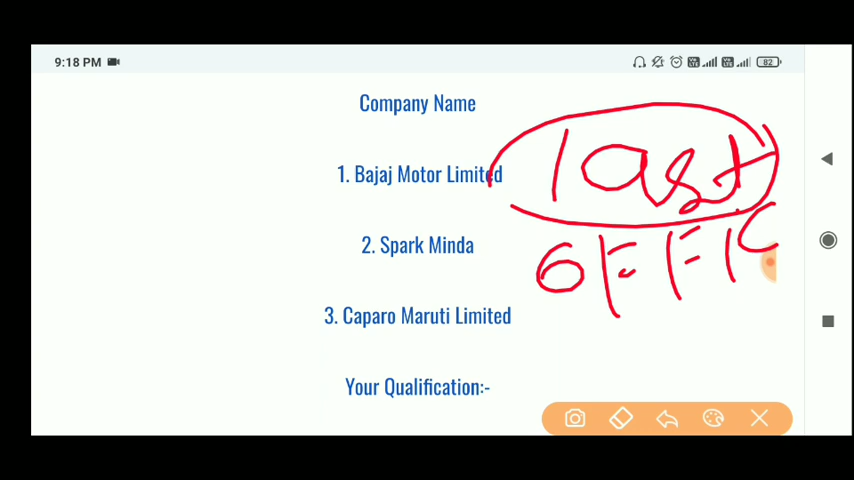 9:18 PM 82
Company Name
1. Bajaj Motor Limited
last
2. Spark Minda
3. Caparo Maruti Limited
Your Qualification:-